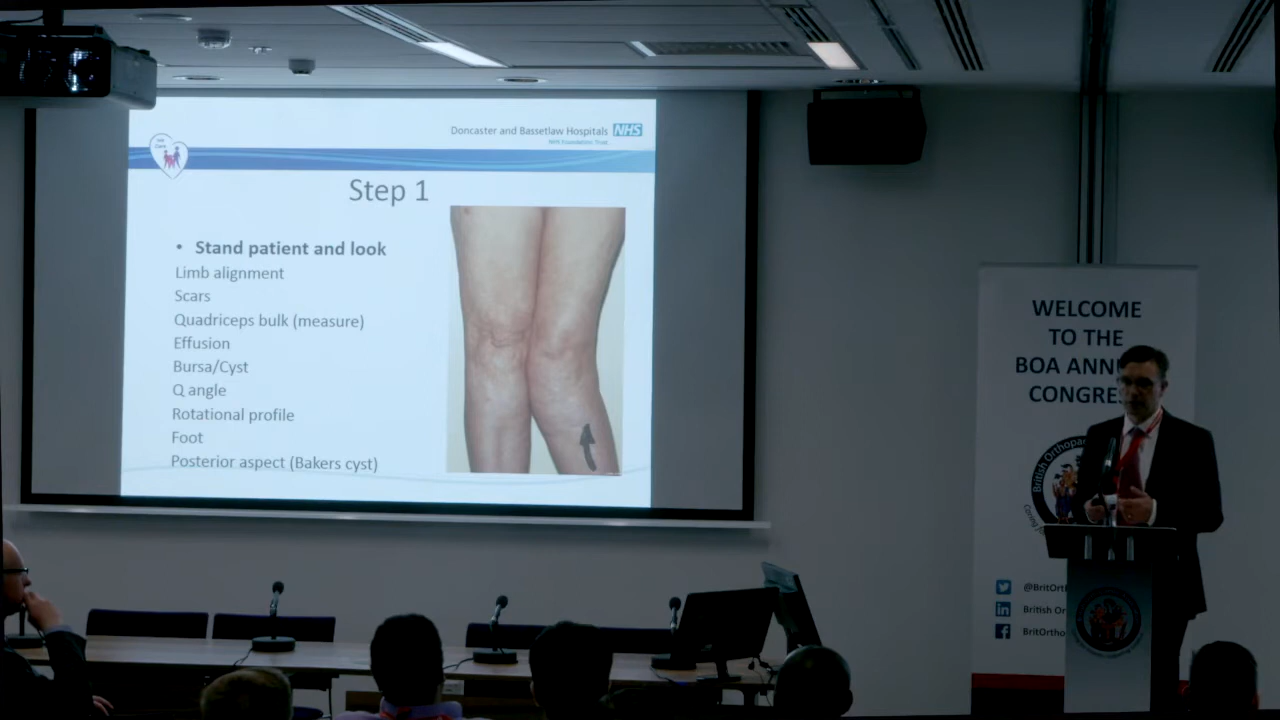 Doncaster and Bassetlaw Hospitals NHS
NHS Foundation Trust
Step 1
• Stand patient and look
Limb alignment
Scars
Quadriceps bulk (measure)
Effusion
Bursa/Cyst
Q angle
Rotational profile
Foot
Posterior aspect (Bakers cyst)
WELCOME
TO THE
BOA ANN
CONGRES
British Orthopa
@BritOrt
British Or
BritOrtho